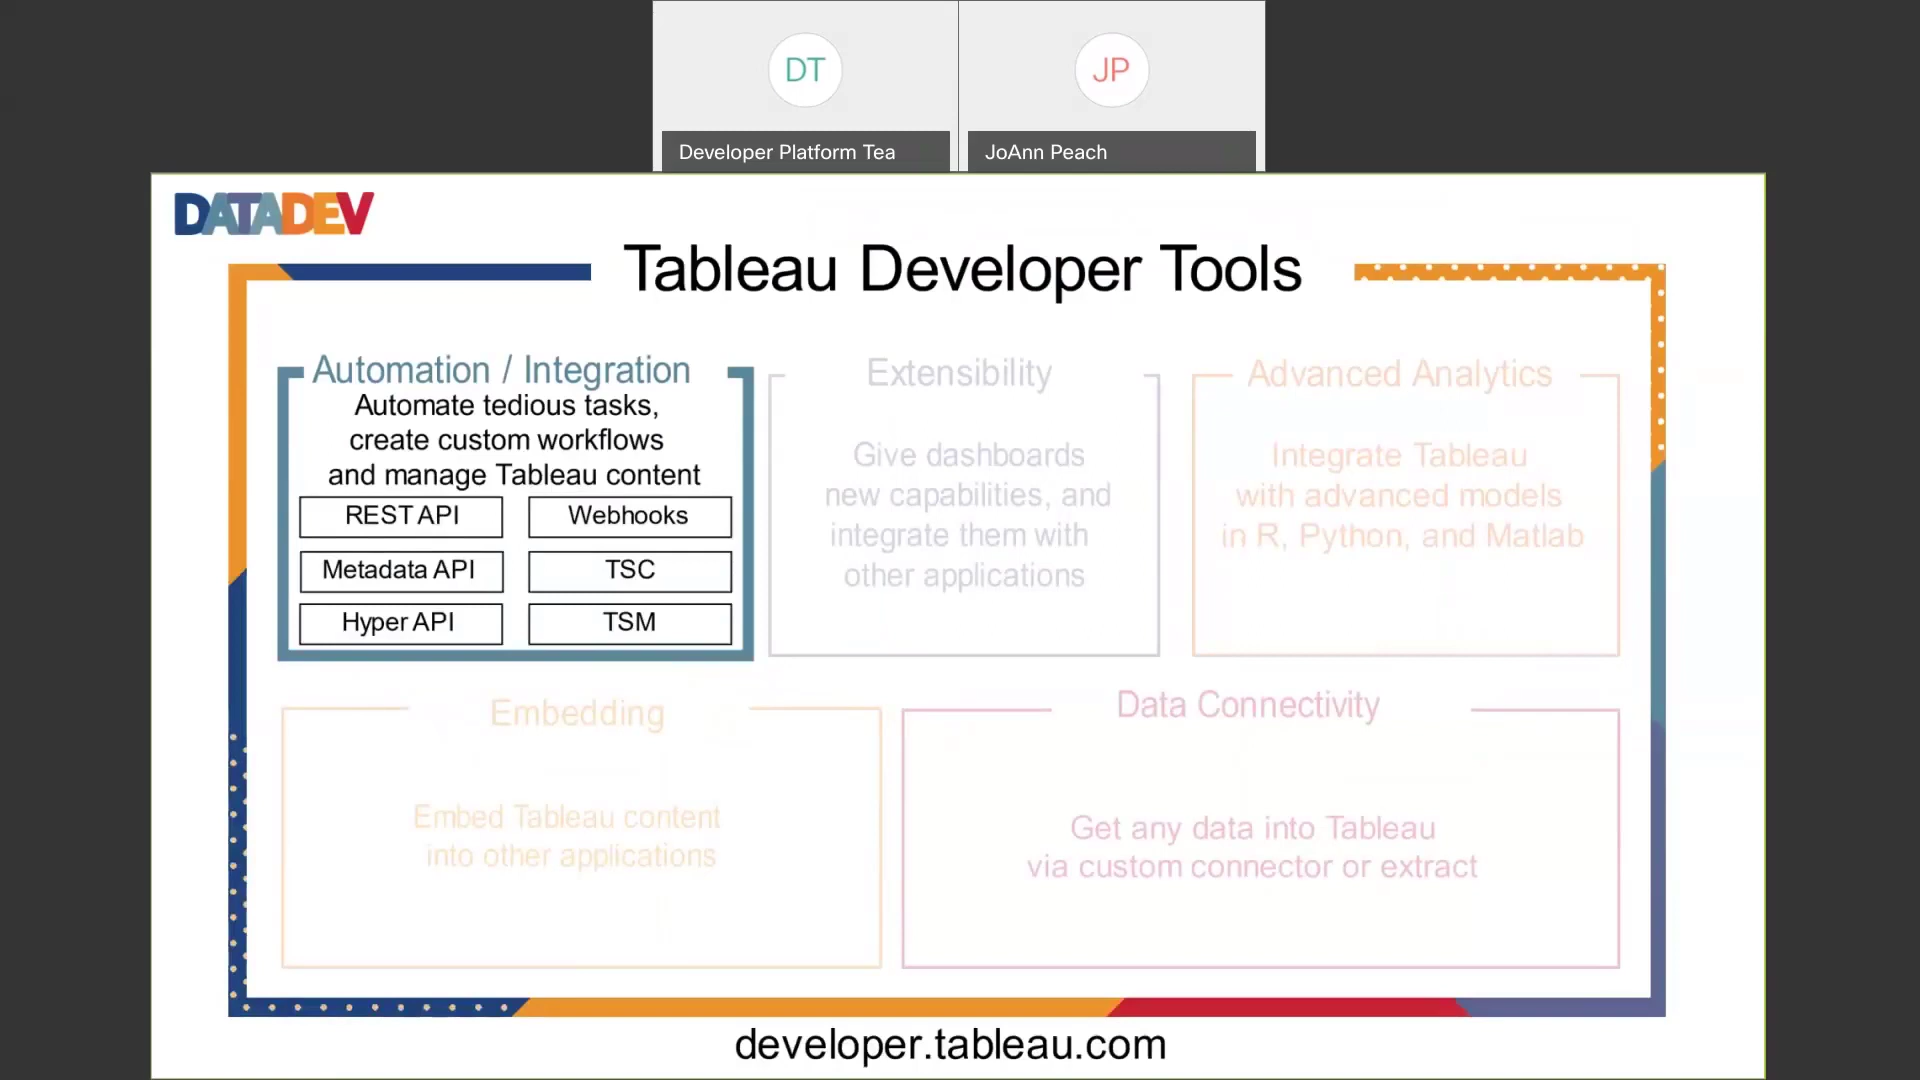 DT
JP
Developer Platform Tea
JoAnn Peach
DATADEV
Tableau Developer Tools
Automation / Integration
Automate tedious tasks,
create custom workflows
and manage Tableau content
REST API
Webhooks
Metadata API
TSC
Hyper API
TSM
Extensibility
Give dashboards
new capabilities, and
integrate them with
other applications
Advanced Analytics
Integrate Tableau
with advanced models
in R, Python, and Matlab
Embedding
Embed Tableau content
into other applications
Data Connectivity
Get any data into Tableau
via custom connector or extract
developer.tableau.com